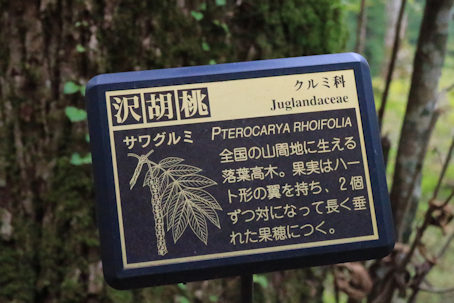 沢胡桃
クルミ科
Juglandaceae
サワグルミ
PTEROCARYA RHOIFOLIA
全国の山間地に生える
落葉高木。果実はハー
ト形の翼を持ち、2個
ずつ対になって長く垂
れた果穂につく。